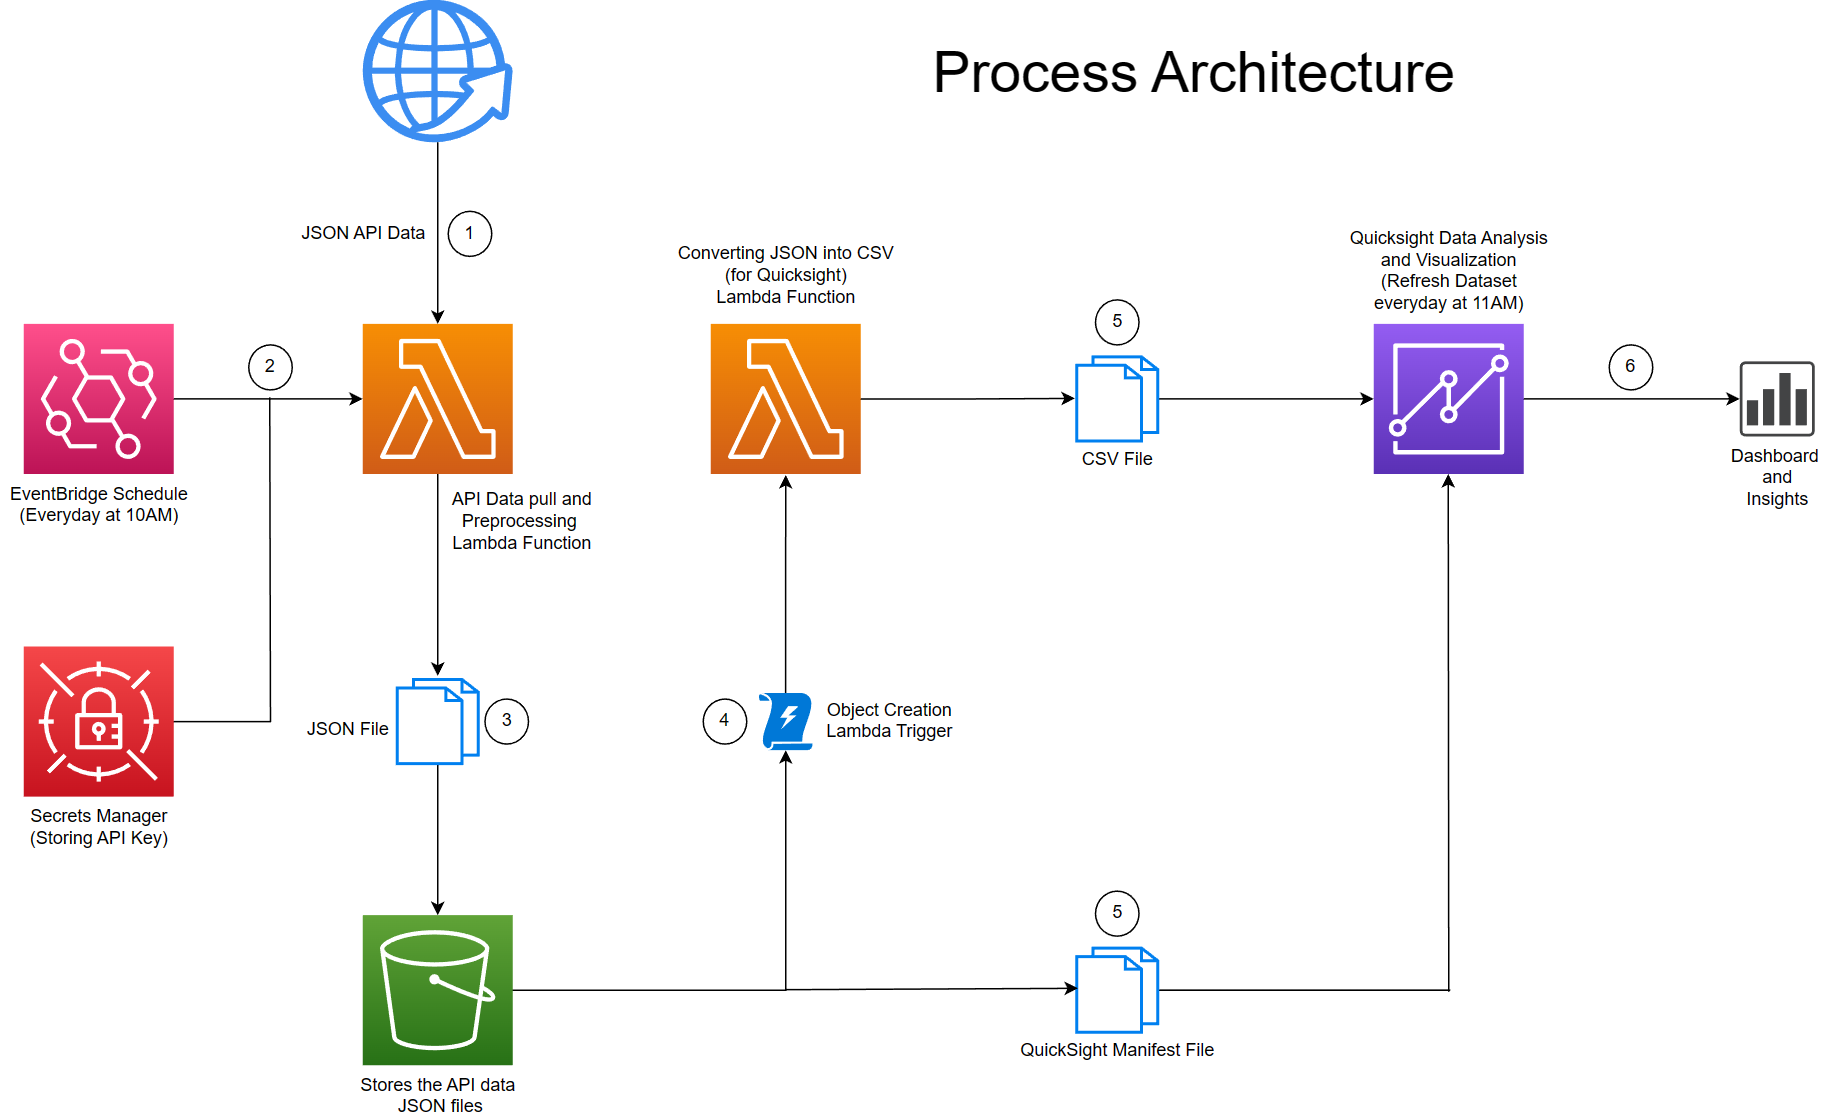 Process Architecture
JSON API Data
1
Converting JSON into CSV
(for Quicksight)
Lambda Function
Quicksight Data Analysis
and Visualization
(Refresh Dataset
everyday at 11AM)
5
2
6
CSV File
Dashboard
and
Insights
EventBridge Schedule
(Everyday at 10AM)
API Data pull and
Preprocessing
Lambda Function
JSON File
3
4
Object Creation
Lambda Trigger
Secrets Manager
(Storing API Key)
5
QuickSight Manifest File
Stores the API data
JSON files